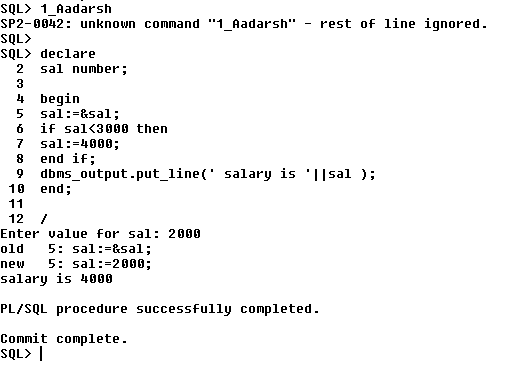 SQL> 1_Aadarsh
SP2-0042: unknown command "1_Aadarsh" - rest of line ignored.
SQL>
SQL> declare
  2  sal number;
  3
  4  begin
  5  sal:=&sal;
  6  if sal<3000 then
  7  sal:=4000;
  8  end if;
  9  dbms_output.put_line(' salary is '||sal );
 10  end;
 11
 12  /
Enter value for sal: 2000
old   5: sal:=&sal;
new   5: sal:=2000;
salary is 4000

PL/SQL procedure successfully completed.

Commit complete.
SQL>